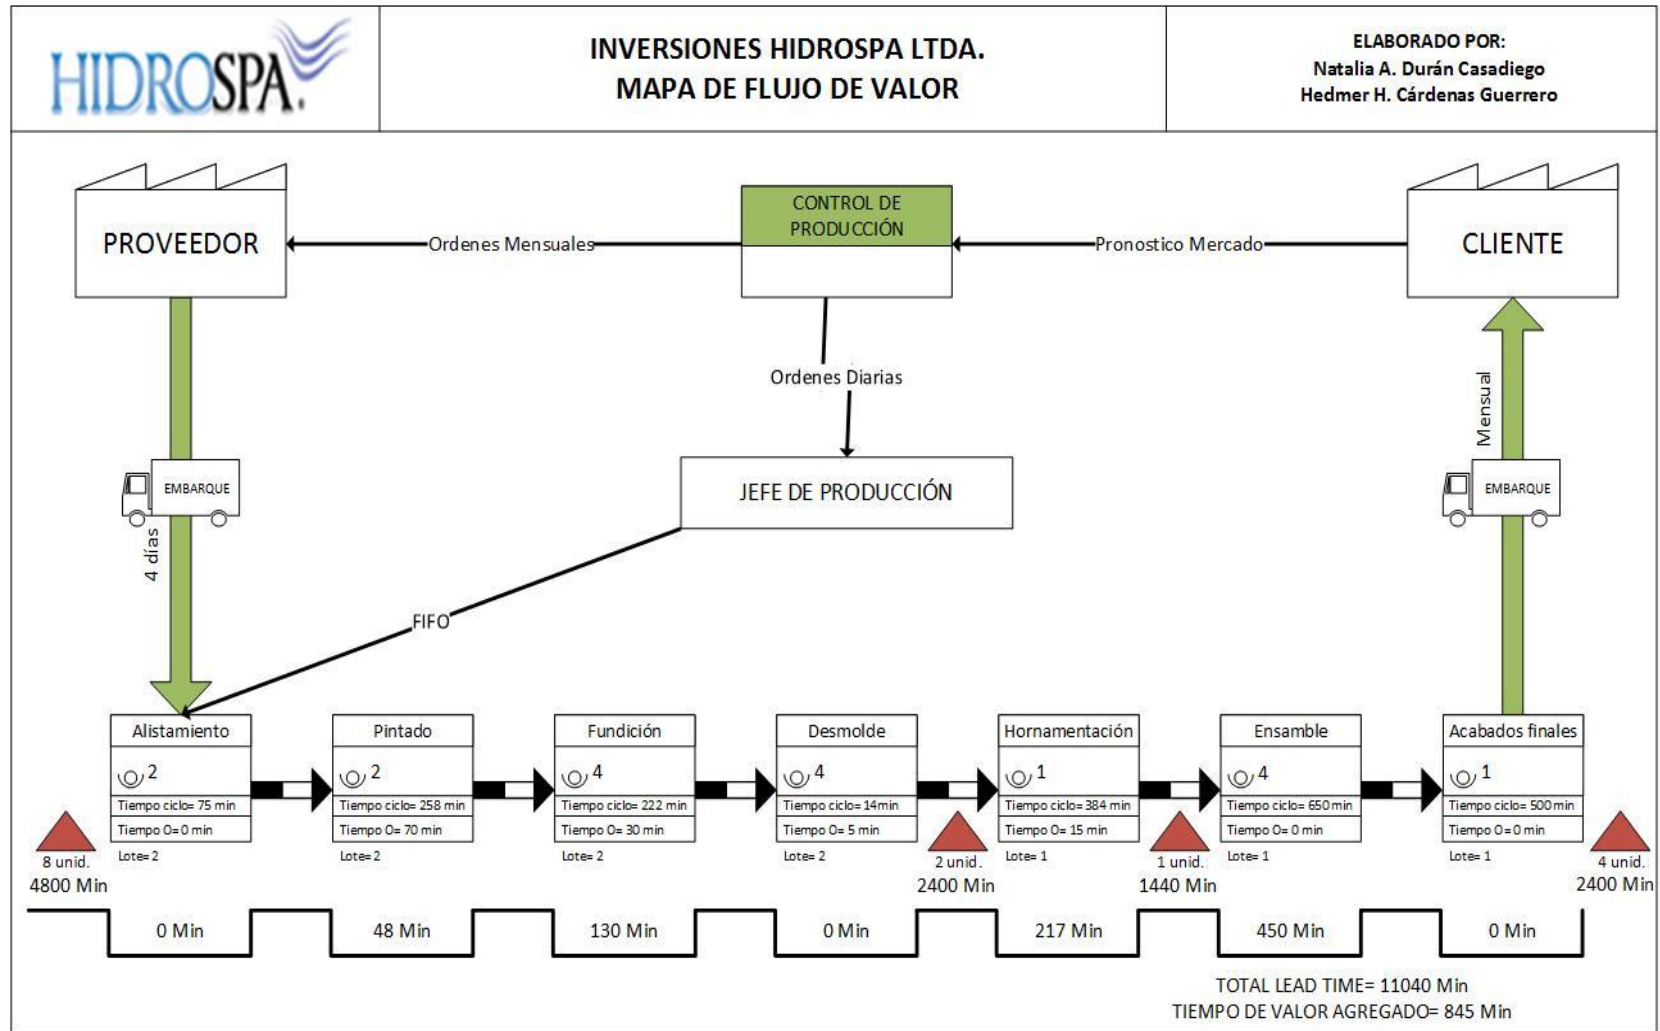 HIDROSPA.
INVERSIONES HIDROSPA LTDA.
MAPA DE FLUJO DE VALOR
ELABORADO POR:
Natalia A. Durán Casadiego
Hedmer H. Cárdenas Guerrero
PROVEEDOR
Ordenes Mensuales
CONTROL DE
PRODUCCIÓN
Pronostico Mercado
CLIENTE
Ordenes Diarias
Mensual
EMBARQUE
4 días
JEFE DE PRODUCCIÓN
EMBARQUE
FIFO
Alistamiento
2
Tiempo ciclo= 75 min
Tiempo O= 0 min
Lote= 2
Pintado
2
Tiempo ciclo= 258 min
Tiempo O= 70 min
Lote= 2
Fundición
4
Tiempo ciclo= 222 min
Tiempo O= 30 min
Lote= 2
Desmolde
4
Tiempo ciclo= 14min
Tiempo O= 5 min
Lote= 2
Hornamentación
1
Tiempo ciclo= 384 min
Tiempo O= 15 min
Lote= 1
Ensamble
4
Tiempo ciclo= 650 min
Tiempo O= 0 min
Lote= 1
Acabados finales
1
Tiempo ciclo= 500 min
Tiempo O= 0 min
Lote= 1
8 unid.
4800 Min
2 unid.
2400 Min
1 unid.
1440 Min
4 unid.
2400 Min
0 Min
48 Min
130 Min
0 Min
217 Min
450 Min
0 Min
TOTAL LEAD TIME= 11040 Min
TIEMPO DE VALOR AGREGADO= 845 Min